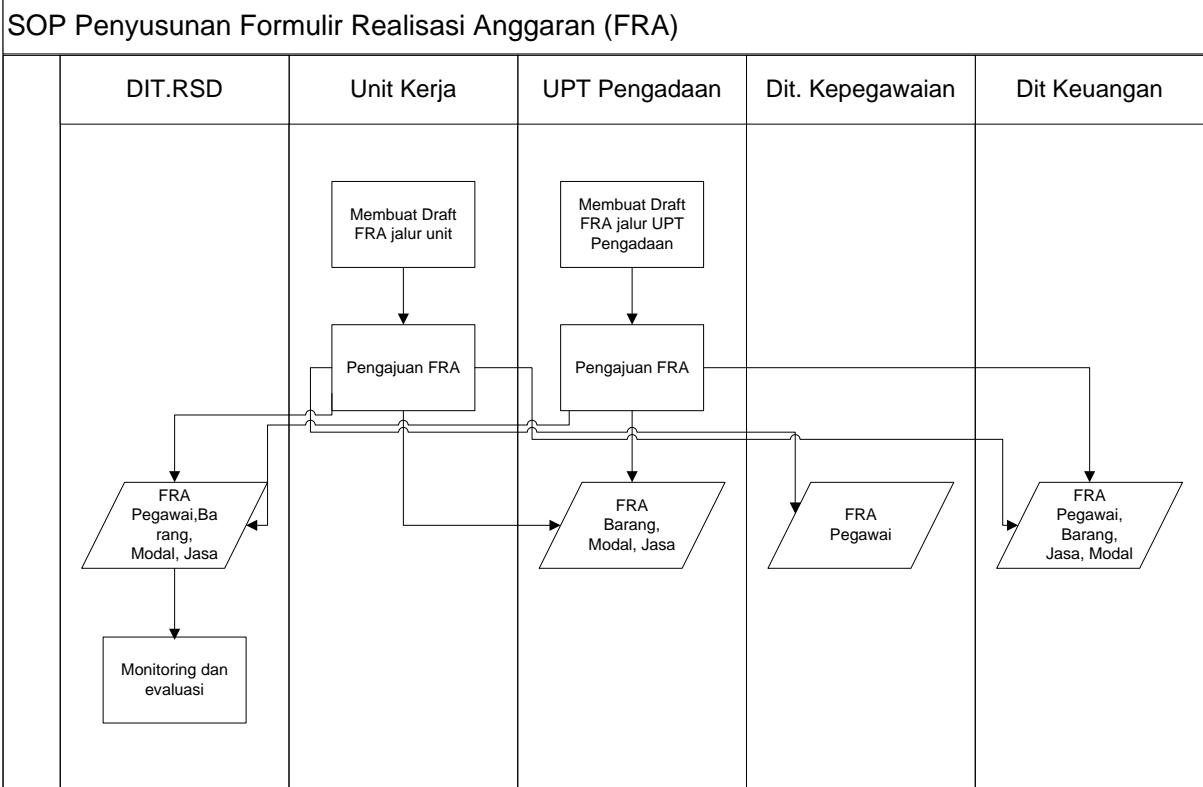 SOP Penyusunan Formulir Realisasi Anggaran (FRA)
DIT.RSD
Unit Kerja
UPT Pengadaan
Dit. Kepegawaian
Dit Keuangan
Membuat Draft
FRA jalur unit
Membuat Draft
FRA jalur UPT
Pengadaan
Pengajuan FRA
Pengajuan FRA
FRA
Pegawai,Ba
rang,
Modal, Jasa
FRA
Barang,
Modal, Jasa
FRA
Pegawai
FRA
Pegawai,
Barang,
Jasa, Modal
Monitoring dan
evaluasi